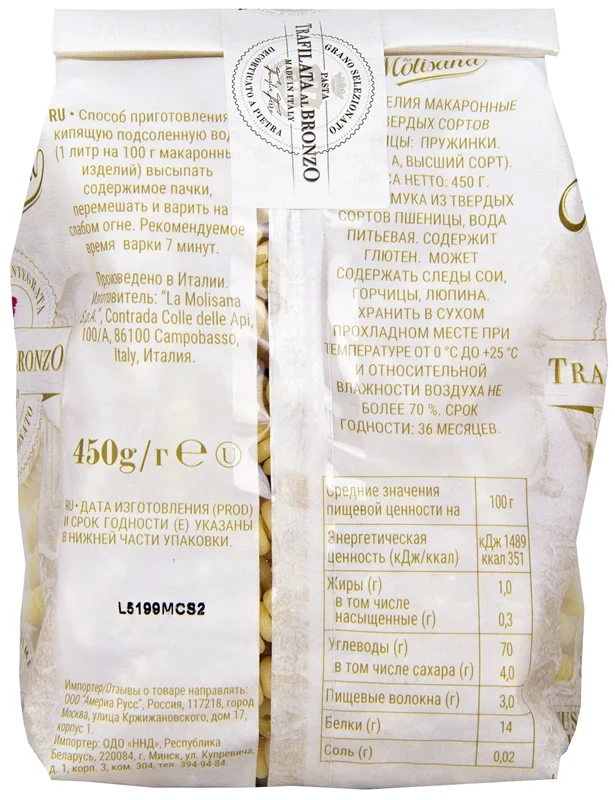 GRANO SELEZIONATO
PASTA
TRAFILATA AL BRONZO
MADE IN ITALY
DECORTICATO A PIETRA
La Molisana
RU • Способ приготовления
кипящую подсоленную
(1 литр на 100 г
изделий) высыпать
содержимое пачки,
перемешать и варить на
слабом огне. Рекомендуемое
время варки 7 минут.
Произведено в Италии.
Изготовитель: "La Molisana
S.p.A.", Contrada Colle delle Api,
100/A, 86100 Campobasso,
Italy, Италия.
450g/г e U
RU • ДАТА ИЗГОТОВЛЕНИЯ (PROD)
И СРОК ГОДНОСТИ (E) УКАЗАНЫ
В НИЖНЕЙ ЧАСТИ УПАКОВКИ.
L5199MCS2
Импортер/Отзывы о товаре направлять:
ООО "Америа Русс", Россия, 117218, город
Москва, улица Кржижановского, дом 17,
корпус 1.
Импортер: ОДО «ННД», Республика
Беларусь, 220084, г. Минск, ул. Купревича,
д. 1, корп. 3, ком. 304, тел. 394-94-84.
ЕЛИЯ МАКАРОННЫЕ
ВЕРДЫХ СОРТОВ
ИЦЫ: ПРУЖИНКИ.
А, ВЫСШИЙ СОРТ).
СА НЕТТО: 450 Г.
МУКА ИЗ ТВЕРДЫХ
СОРТОВ ПШЕНИЦЫ, ВОДА
ПИТЬЕВАЯ. СОДЕРЖИТ
ГЛЮТЕН. МОЖЕТ
СОДЕРЖАТЬ СЛЕДЫ СОИ,
ГОРЧИЦЫ, ЛЮПИНА.
ХРАНИТЬ В СУХОМ
ПРОХЛАДНОМ МЕСТЕ ПРИ
ТЕМПЕРАТУРЕ ОТ 0 °C ДО +25 °C
И ОТНОСИТЕЛЬНОЙ
ВЛАЖНОСТИ ВОЗДУХА НЕ
БОЛЕЕ 70 %. СРОК
ГОДНОСТИ: 36 МЕСЯЦЕВ.
Средние значения
пищевой ценности на 100 г
Энергетическая кДж 1489
ценность (кДж/ккал) ккал 351
Жиры (г) 1,0
в том числе
насыщенные (г) 0,3
Углеводы (г) 70
в том числе сахара (г) 4,0
Пищевые волокна (г) 3,0
Белки (г) 14
Соль (г) 0,02
RONZO
TRA